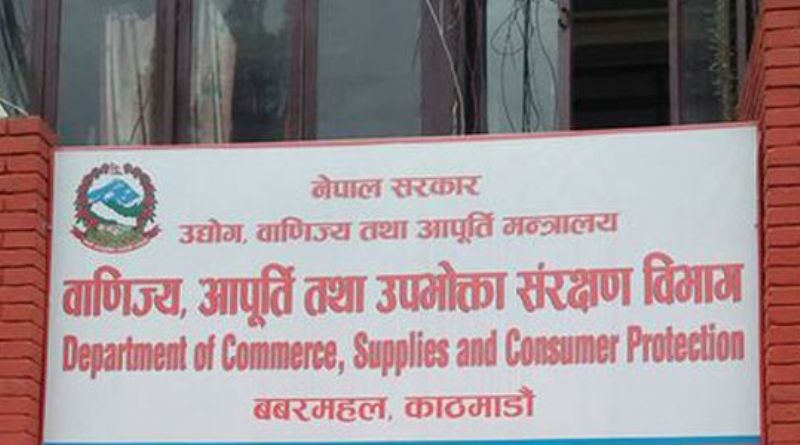 नेपाल सरकार
उद्योग, वाणिज्य तथा आपूर्ति मन्त्रालय
वाणिज्य, आपूर्ति तथा उपभोक्ता संरक्षण विभाग
Department of Commerce, Supplies and Consumer Protection
बबरमहल, काठमाडौं